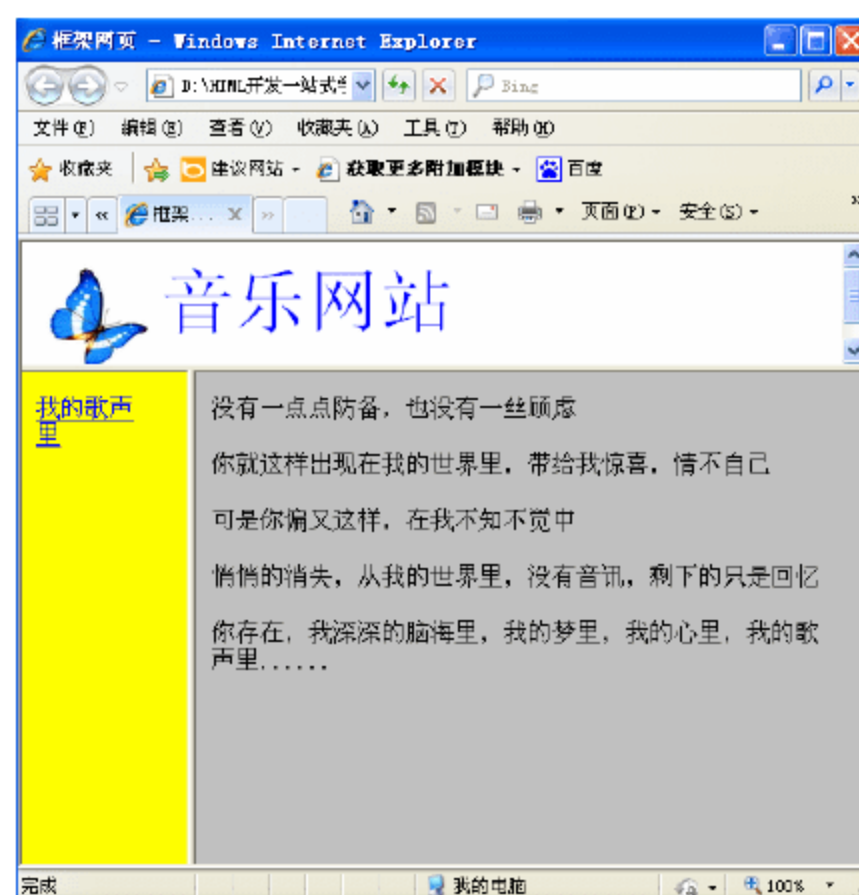 框架网页 - Windows Internet Explorer
D:\HTML开发一站式学 Bing
文件(F) 编辑(E) 查看(V) 收藏夹(A) 工具(T) 帮助(H)
收藏夹 建议网站 获取更多附加模块 百度
框架... X 页面(P) 安全(S) »
音乐网站
我的歌声
里
没有一点点防备，也没有一丝顾虑
你就这样出现在我的世界里，带给我惊喜，情不自己
可是你偏又这样，在我不知不觉中
悄悄的消失，从我的世界里，没有音讯，剩下的只是回忆
你存在，我深深的脑海里，我的梦里，我的心里，我的歌
声里......
完成 我的电脑 100%